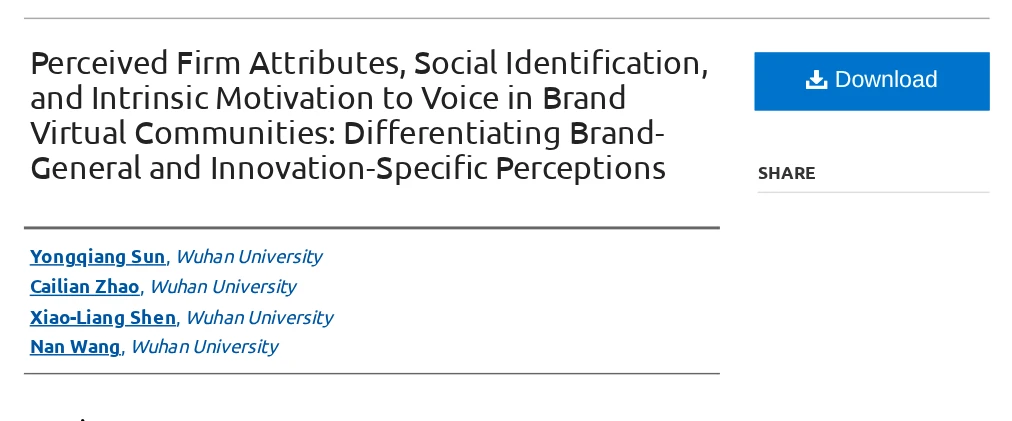 Perceived Firm Attributes, Social Identification,
and Intrinsic Motivation to Voice in Brand
Virtual Communities: Differentiating Brand-
General and Innovation-Specific Perceptions
Download
SHARE
Yongqiang Sun, Wuhan University
Cailian Zhao, Wuhan University
Xiao-Liang Shen, Wuhan University
Nan Wang, Wuhan University